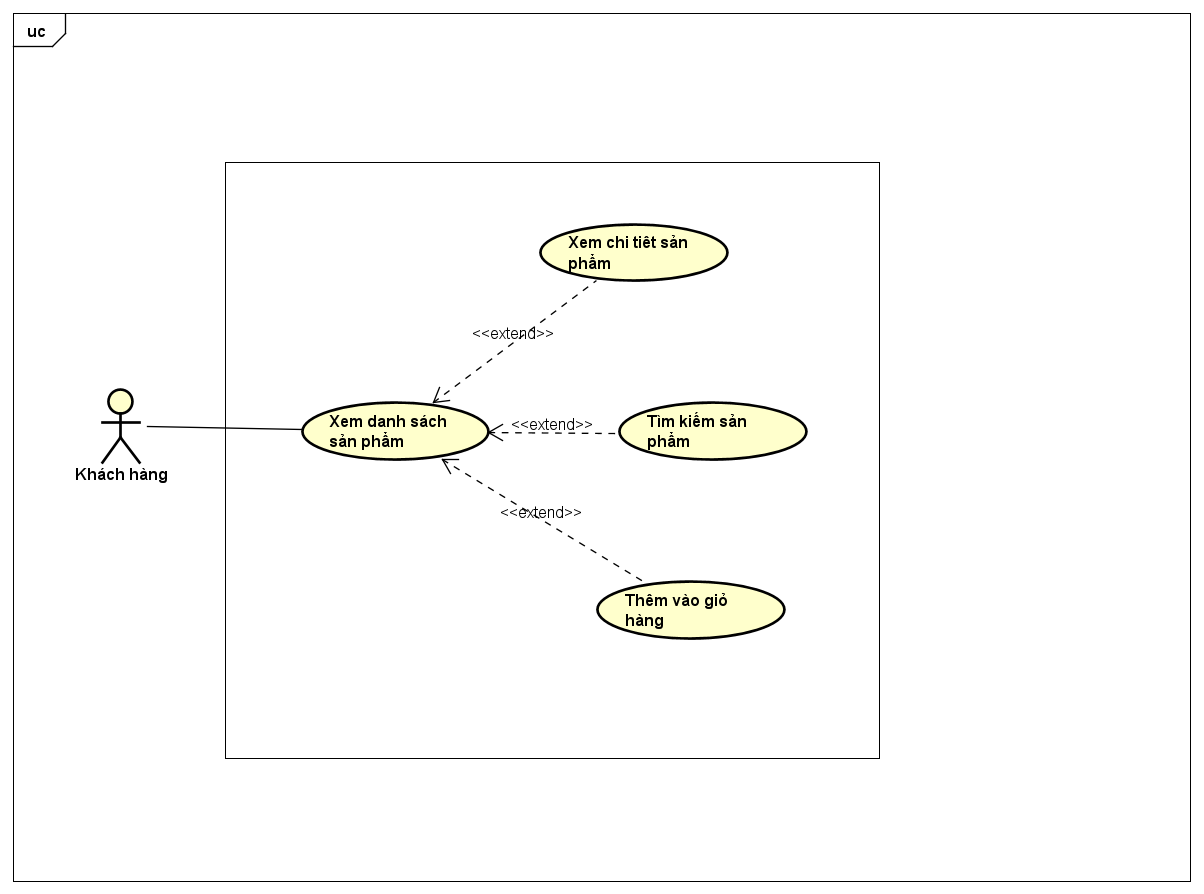 uc
Xem chi tiêt sản
phẩm
<<extend>>
Xem danh sách
sản phẩm
<<extend>>
Tìm kiếm sản
phẩm
Khách hàng
<<extend>>
Thêm vào giỏ
hàng